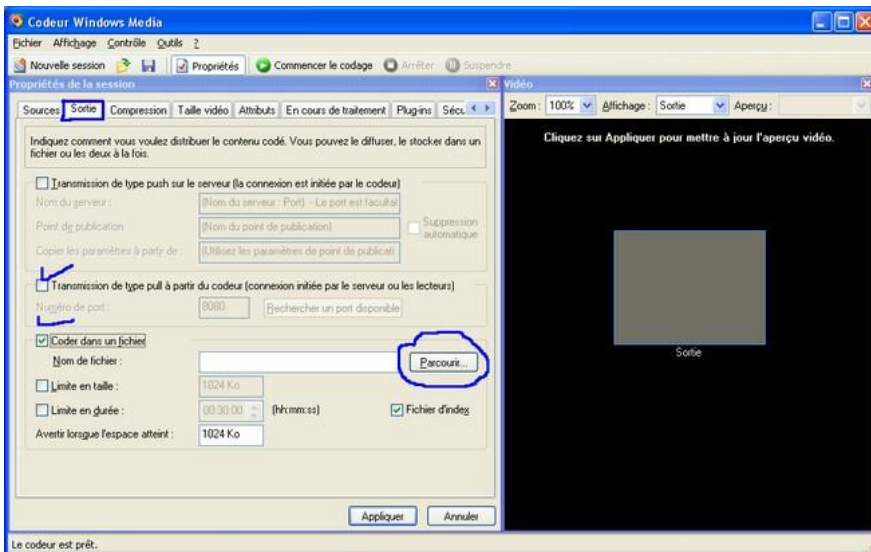 Codeur Windows Media
Fichier Affichage Contrôle Outils ?
Nouvelle session Propriétés Commencer le codage Arrêter Suspendre
Propriétés de la session
Vidéo
Sources Sortie Compression Taille vidéo Attributs En cours de traitement Plug-ins Sécu
Zoom : 100% Affichage : Sortie Aperçu :
Indiquez comment vous voulez distribuer le contenu codé. Vous pouvez le diffuser, le stocker dans un
fichier ou les deux à la fois.
Cliquez sur Appliquer pour mettre à jour l'aperçu vidéo.
Transmission de type push sur le serveur (la connexion est initiée par le codeur)
Nom du serveur : (Nom du serveur : Port) - Le port est facultat
Point de publication (Nom du point de publication)
Suppression
automatique
Copier les paramètres à partir de : (Utilisez les paramètres de point de publicati
Transmission de type pull à partir du codeur (connexion initiée par le serveur ou les lecteurs)
Numéro de port : 8080 Rechercher un port disponible
Coder dans un fichier
Nom de fichier : Parcourir...
Sortie
Limite en taille : 1024 Ko
Limite en durée : 00:30:00 (hh:mm:ss) Fichier d'index
Avertir lorsque l'espace atteint : 1024 Ko
Appliquer Annuler
Le codeur est prêt.